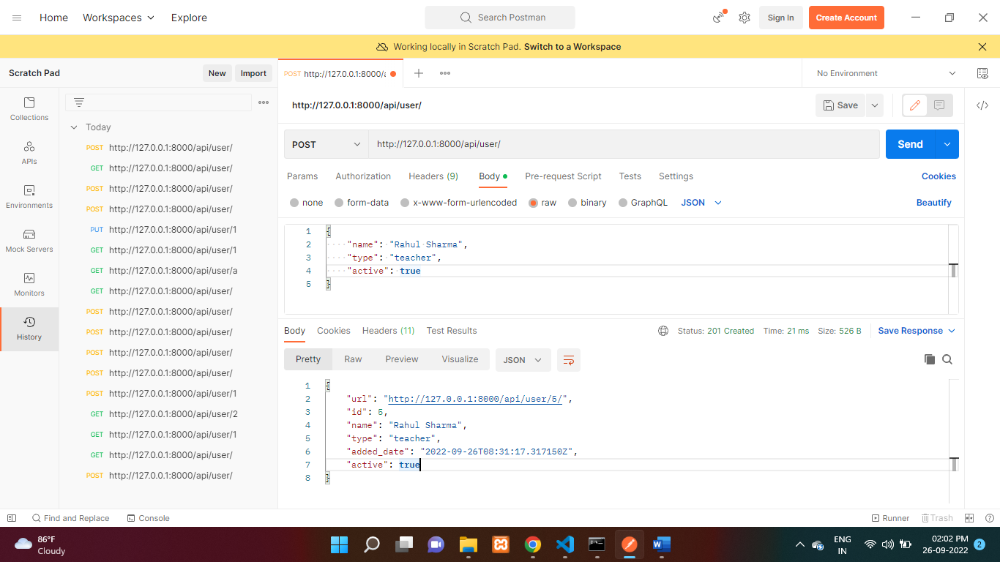 Home Workspaces Explore Search Postman Sign In Create Account
Working locally in Scratch Pad. Switch to a Workspace
Scratch Pad New Import POST http://127.0.0.1:8000/a No Environment
Collections
APIs
Environments
Mock Servers
Monitors
History
Today
POST http://127.0.0.1:8000/api/user/
GET http://127.0.0.1:8000/api/user/
POST http://127.0.0.1:8000/api/user/
POST http://127.0.0.1:8000/api/user/
PUT http://127.0.0.1:8000/api/user/1
GET http://127.0.0.1:8000/api/user/1
GET http://127.0.0.1:8000/api/user/a
GET http://127.0.0.1:8000/api/user/
POST http://127.0.0.1:8000/api/user/
POST http://127.0.0.1:8000/api/user/
POST http://127.0.0.1:8000/api/user/
POST http://127.0.0.1:8000/api/user/
POST http://127.0.0.1:8000/api/user/1
GET http://127.0.0.1:8000/api/user/2
GET http://127.0.0.1:8000/api/user/1
GET http://127.0.0.1:8000/api/user/
POST http://127.0.0.1:8000/api/user/
http://127.0.0.1:8000/api/user/ Save
POST http://127.0.0.1:8000/api/user/ Send
Params Authorization Headers (9) Body Pre-request Script Tests Settings Cookies
none form-data x-www-form-urlencoded raw binary GraphQL JSON Beautify
1 {
2 "name": "Rahul Sharma",
3 "type": "teacher",
4 "active": true
5 }
Body Cookies Headers (11) Test Results Status: 201 Created Time: 21 ms Size: 526 B Save Response
Pretty Raw Preview Visualize JSON
1 {
2 "url": "http://127.0.0.1:8000/api/user/5/",
3 "id": 5,
4 "name": "Rahul Sharma",
5 "type": "teacher",
6 "added_date": "2022-09-26T08:31:17.317150Z",
7 "active": true
8 }
Find and Replace Console Runner Trash
86°F
Cloudy
ENG
IN
02:02 PM
26-09-2022
2